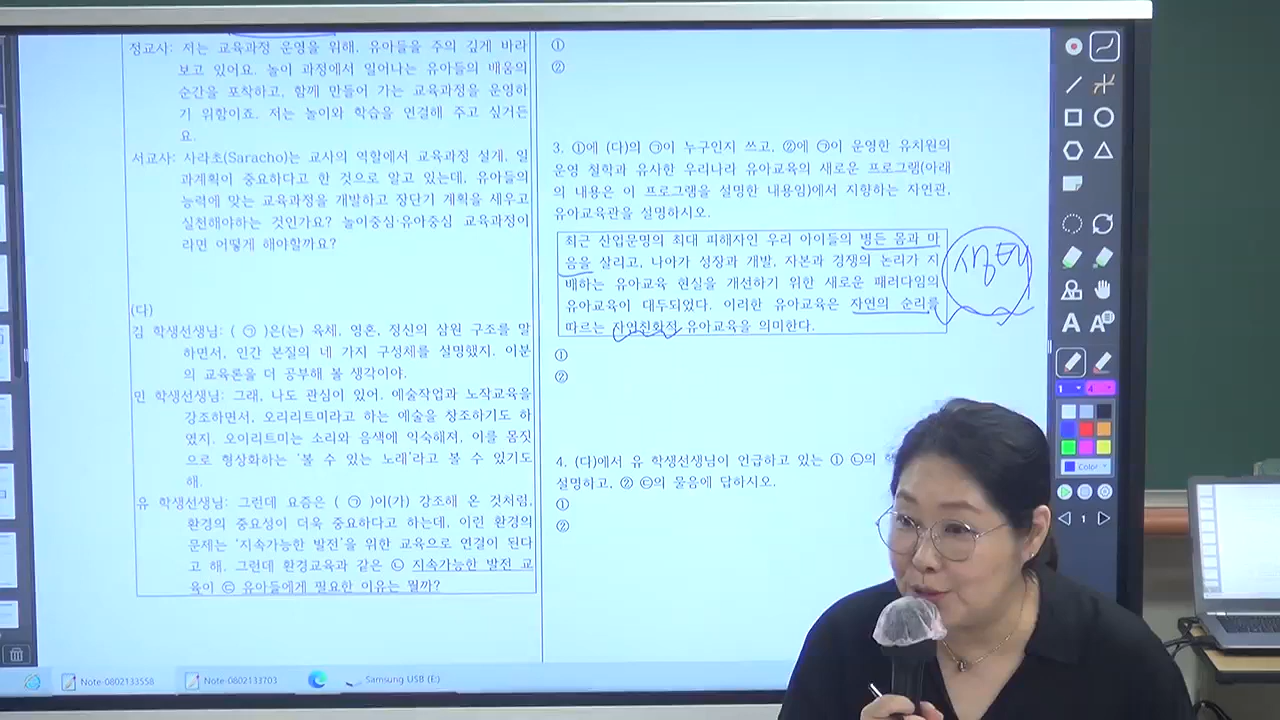 정교사: 저는 교육과정 운영을 위해, 유아들을 주의 깊게 바라
보고 있어요. 놀이 과정에서 일어나는 유아들의 배움의
순간을 포착하고, 함께 만들어 가는 교육과정을 운영하
기 위함이죠. 저는 놀이와 학습을 연결해 주고 싶거든
요.
서교사: 사라초(Saracho)는 교사의 역할에서 교육과정 설계, 일
과계획이 중요하다고 한 것으로 알고 있는데, 유아들의
능력에 맞는 교육과정을 개발하고 장단기 계획을 세우고
실천해야하는 것인가요? 놀이중심·유아중심 교육과정이
라면 어떻게 해야할까요?
(다)
김 학생선생님: ( ㉠ )은(는) 육체, 영혼, 정신의 삼원 구조를 말
하면서, 인간 본질의 네 가지 구성체를 설명했지. 이분
의 교육론을 더 공부해 볼 생각이야.
민 학생선생님: 그래, 나도 관심이 있어. 예술작업과 노작교육을
강조하면서, 오리리트미라고 하는 예술을 창조하기도 하
였지. 오이리트미는 소리와 음색에 익숙해져, 이를 몸짓
으로 형상화하는 '볼 수 있는 노래'라고 볼 수 있기도
해.
유 학생선생님: 그런데 요즘은 ( ㉠ )이(가) 강조해 온 것처럼,
환경의 중요성이 더욱 중요하다고 하는데, 이런 환경의
문제는 '지속가능한 발전'을 위한 교육으로 연결이 된다
고 해. 그런데 환경교육과 같은 ㉡ 지속가능한 발전 교
육이 ㉢ 유아들에게 필요한 이유는 뭘까?
①
②
3. ①에 (다)의 ㉠이 누구인지 쓰고, ②에 ㉠이 운영한 유치원의
운영 철학과 유사한 우리나라 유아교육의 새로운 프로그램(아래
의 내용은 이 프로그램을 설명한 내용임)에서 지향하는 자연관,
유아교육관을 설명하시오.
최근 산업문명의 최대 피해자인 우리 아이들의 병든 몸과 마
음을 살리고, 나아가 성장과 개발, 자본과 경쟁의 논리가 지
배하는 유아교육 현실을 개선하기 위한 새로운 패러다임의
유아교육이 대두되었다. 이러한 유아교육은 자연의 순리를
따르는 자연친화적 유아교육을 의미한다.
생태
①
②
4. (다)에서 유 학생선생님이 언급하고 있는 ① ㉡의
설명하고, ② ㉢의 물음에 답하시오.
①
②
Color
1
Note-0802133558
Note-0802133703
Samsung USB (E:)